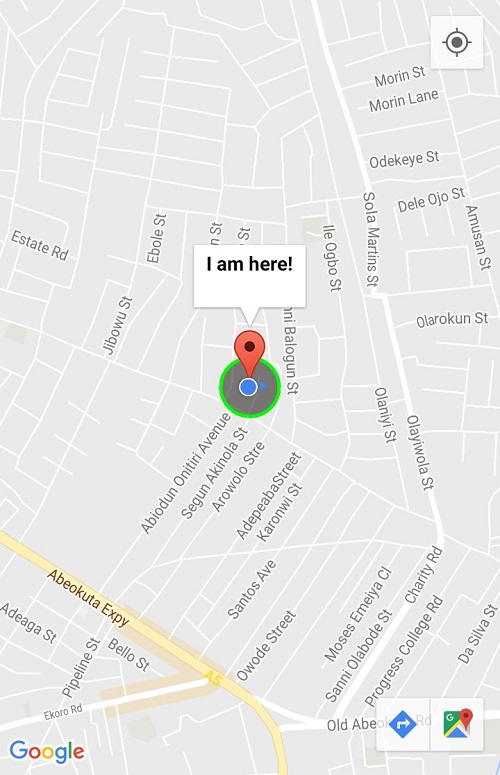 Morin St
Morin Lane
Odekeye St
Dele Ojo St
Amusan St
Sola Martins St
Ile Ogbo St
Ebole St
Estate Rd
I am here!
Jibowu St
Olarokun St
Balogun St
Olaniyi St
Olayiwola St
Abiodun Onitiri Avenue
Segun Akinola St
Arowolo Stre
AdepeabaStreet
Karonwi St
Abeokuta Expy
Santos Ave
Owode Street
Moses Emeiya Cl
Sanni Olabode St
Charity Rd
Progress College Rd
Da Silva St
Adeaga St
Bello St
Pipeline St
A5
Ekoro Rd
Old Abeo
Rd
Google